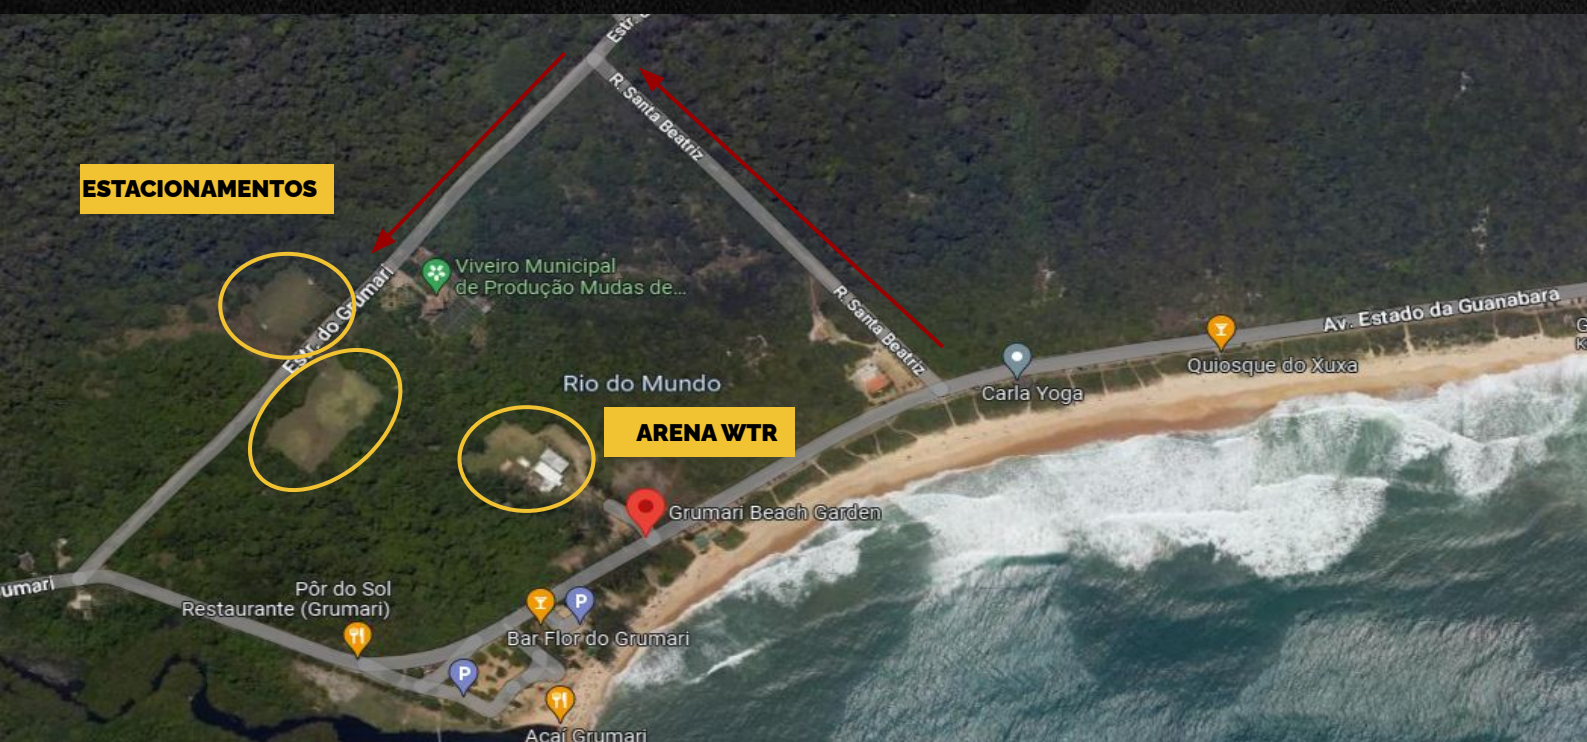 Estr.
R. Santa Beatriz
ESTACIONAMENTOS
Viveiro Municipal
de Produção Mudas de...
Estr. do Grumari
R. Santa Beatriz
Av. Estado da Guanabara
Quiosque do Xuxa
Carla Yoga
Rio do Mundo
ARENA WTR
Grumari Beach Garden
umari
Pôr do Sol
Restaurante (Grumari)
P
Bar Flor do Grumari
P
Açaí Grumari